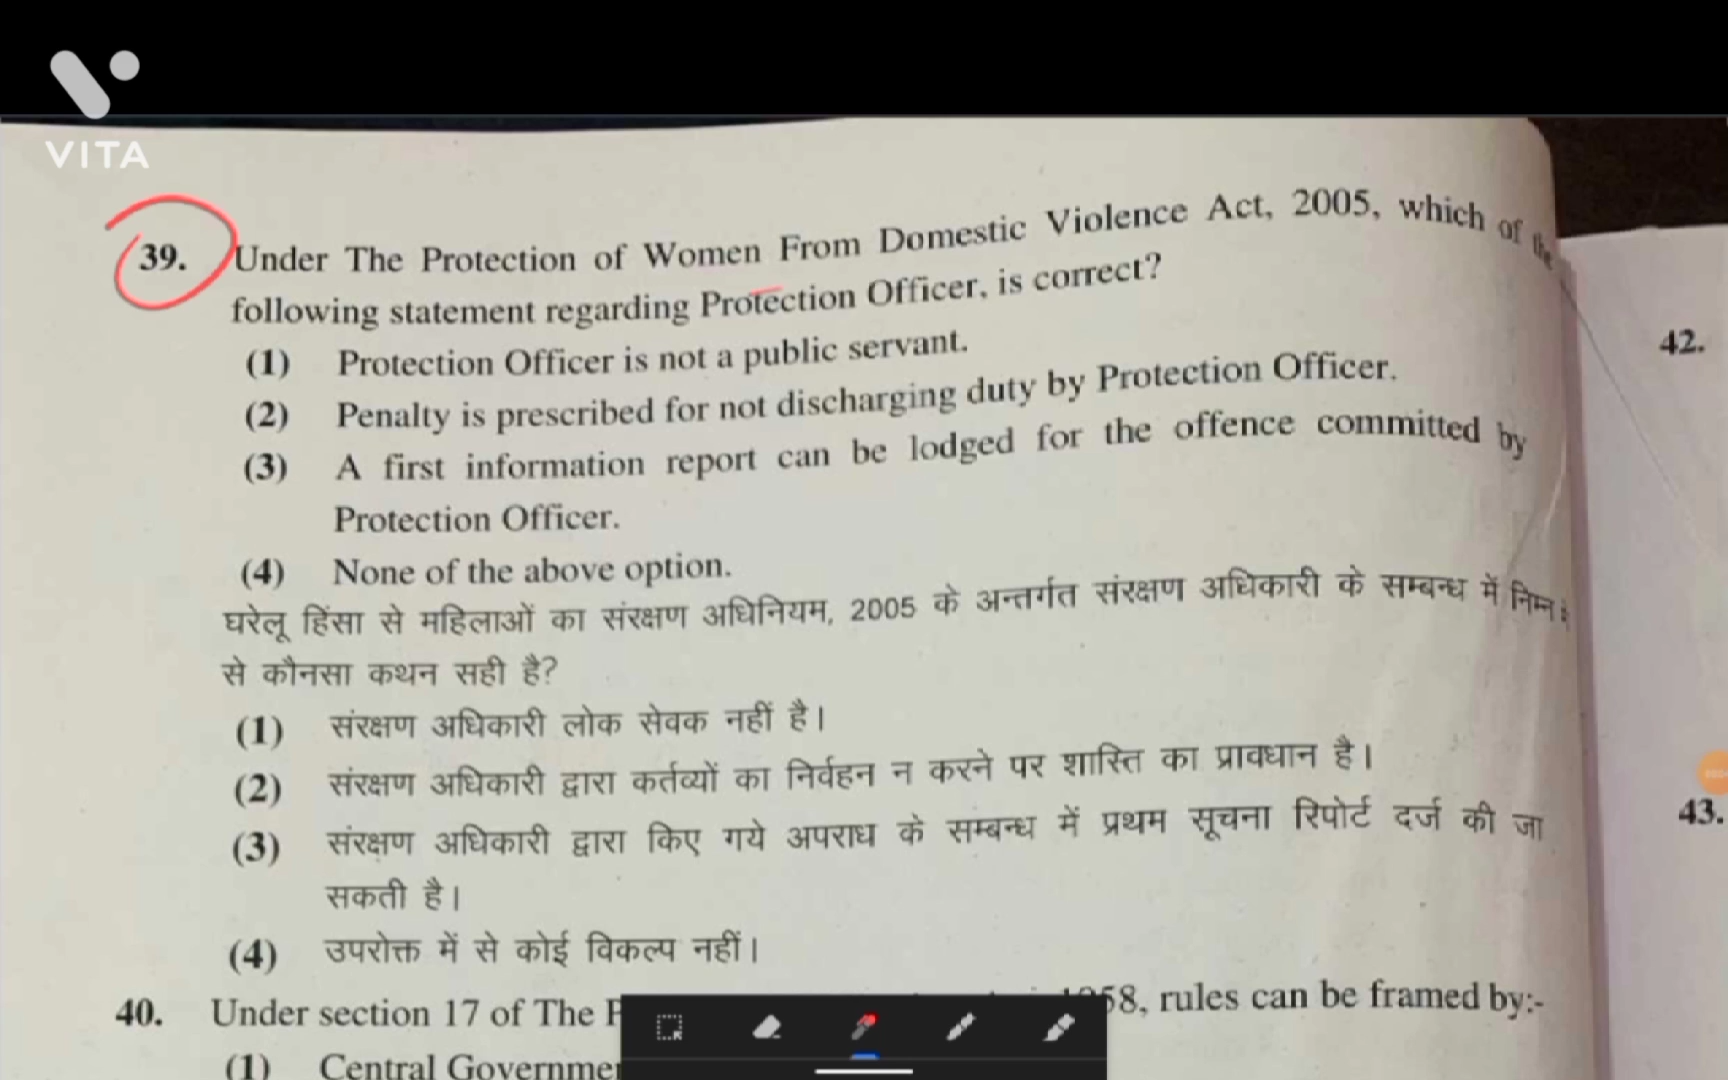 VITA
39. Under The Protection of Women From Domestic Violence Act, 2005, which of the
following statement regarding Protection Officer, is correct?
(1) Protection Officer is not a public servant.
(2) Penalty is prescribed for not discharging duty by Protection Officer.
(3) A first information report can be lodged for the offence committed by
Protection Officer.
(4) None of the above option.
घरेलू हिंसा से महिलाओं का संरक्षण अधिनियम, 2005 के अन्तर्गत संरक्षण अधिकारी के सम्बन्ध में निम्न
से कौनसा कथन सही है?
(1) संरक्षण अधिकारी लोक सेवक नहीं है।
(2) संरक्षण अधिकारी द्वारा कर्तव्यों का निर्वहन न करने पर शास्ति का प्रावधान है।
(3) संरक्षण अधिकारी द्वारा किए गये अपराध के सम्बन्ध में प्रथम सूचना रिपोर्ट दर्ज की जा
सकती है।
(4) उपरोक्त में से कोई विकल्प नहीं।
40. Under section 17 of The 58, rules can be framed by:-
(1) Central
42.
43.